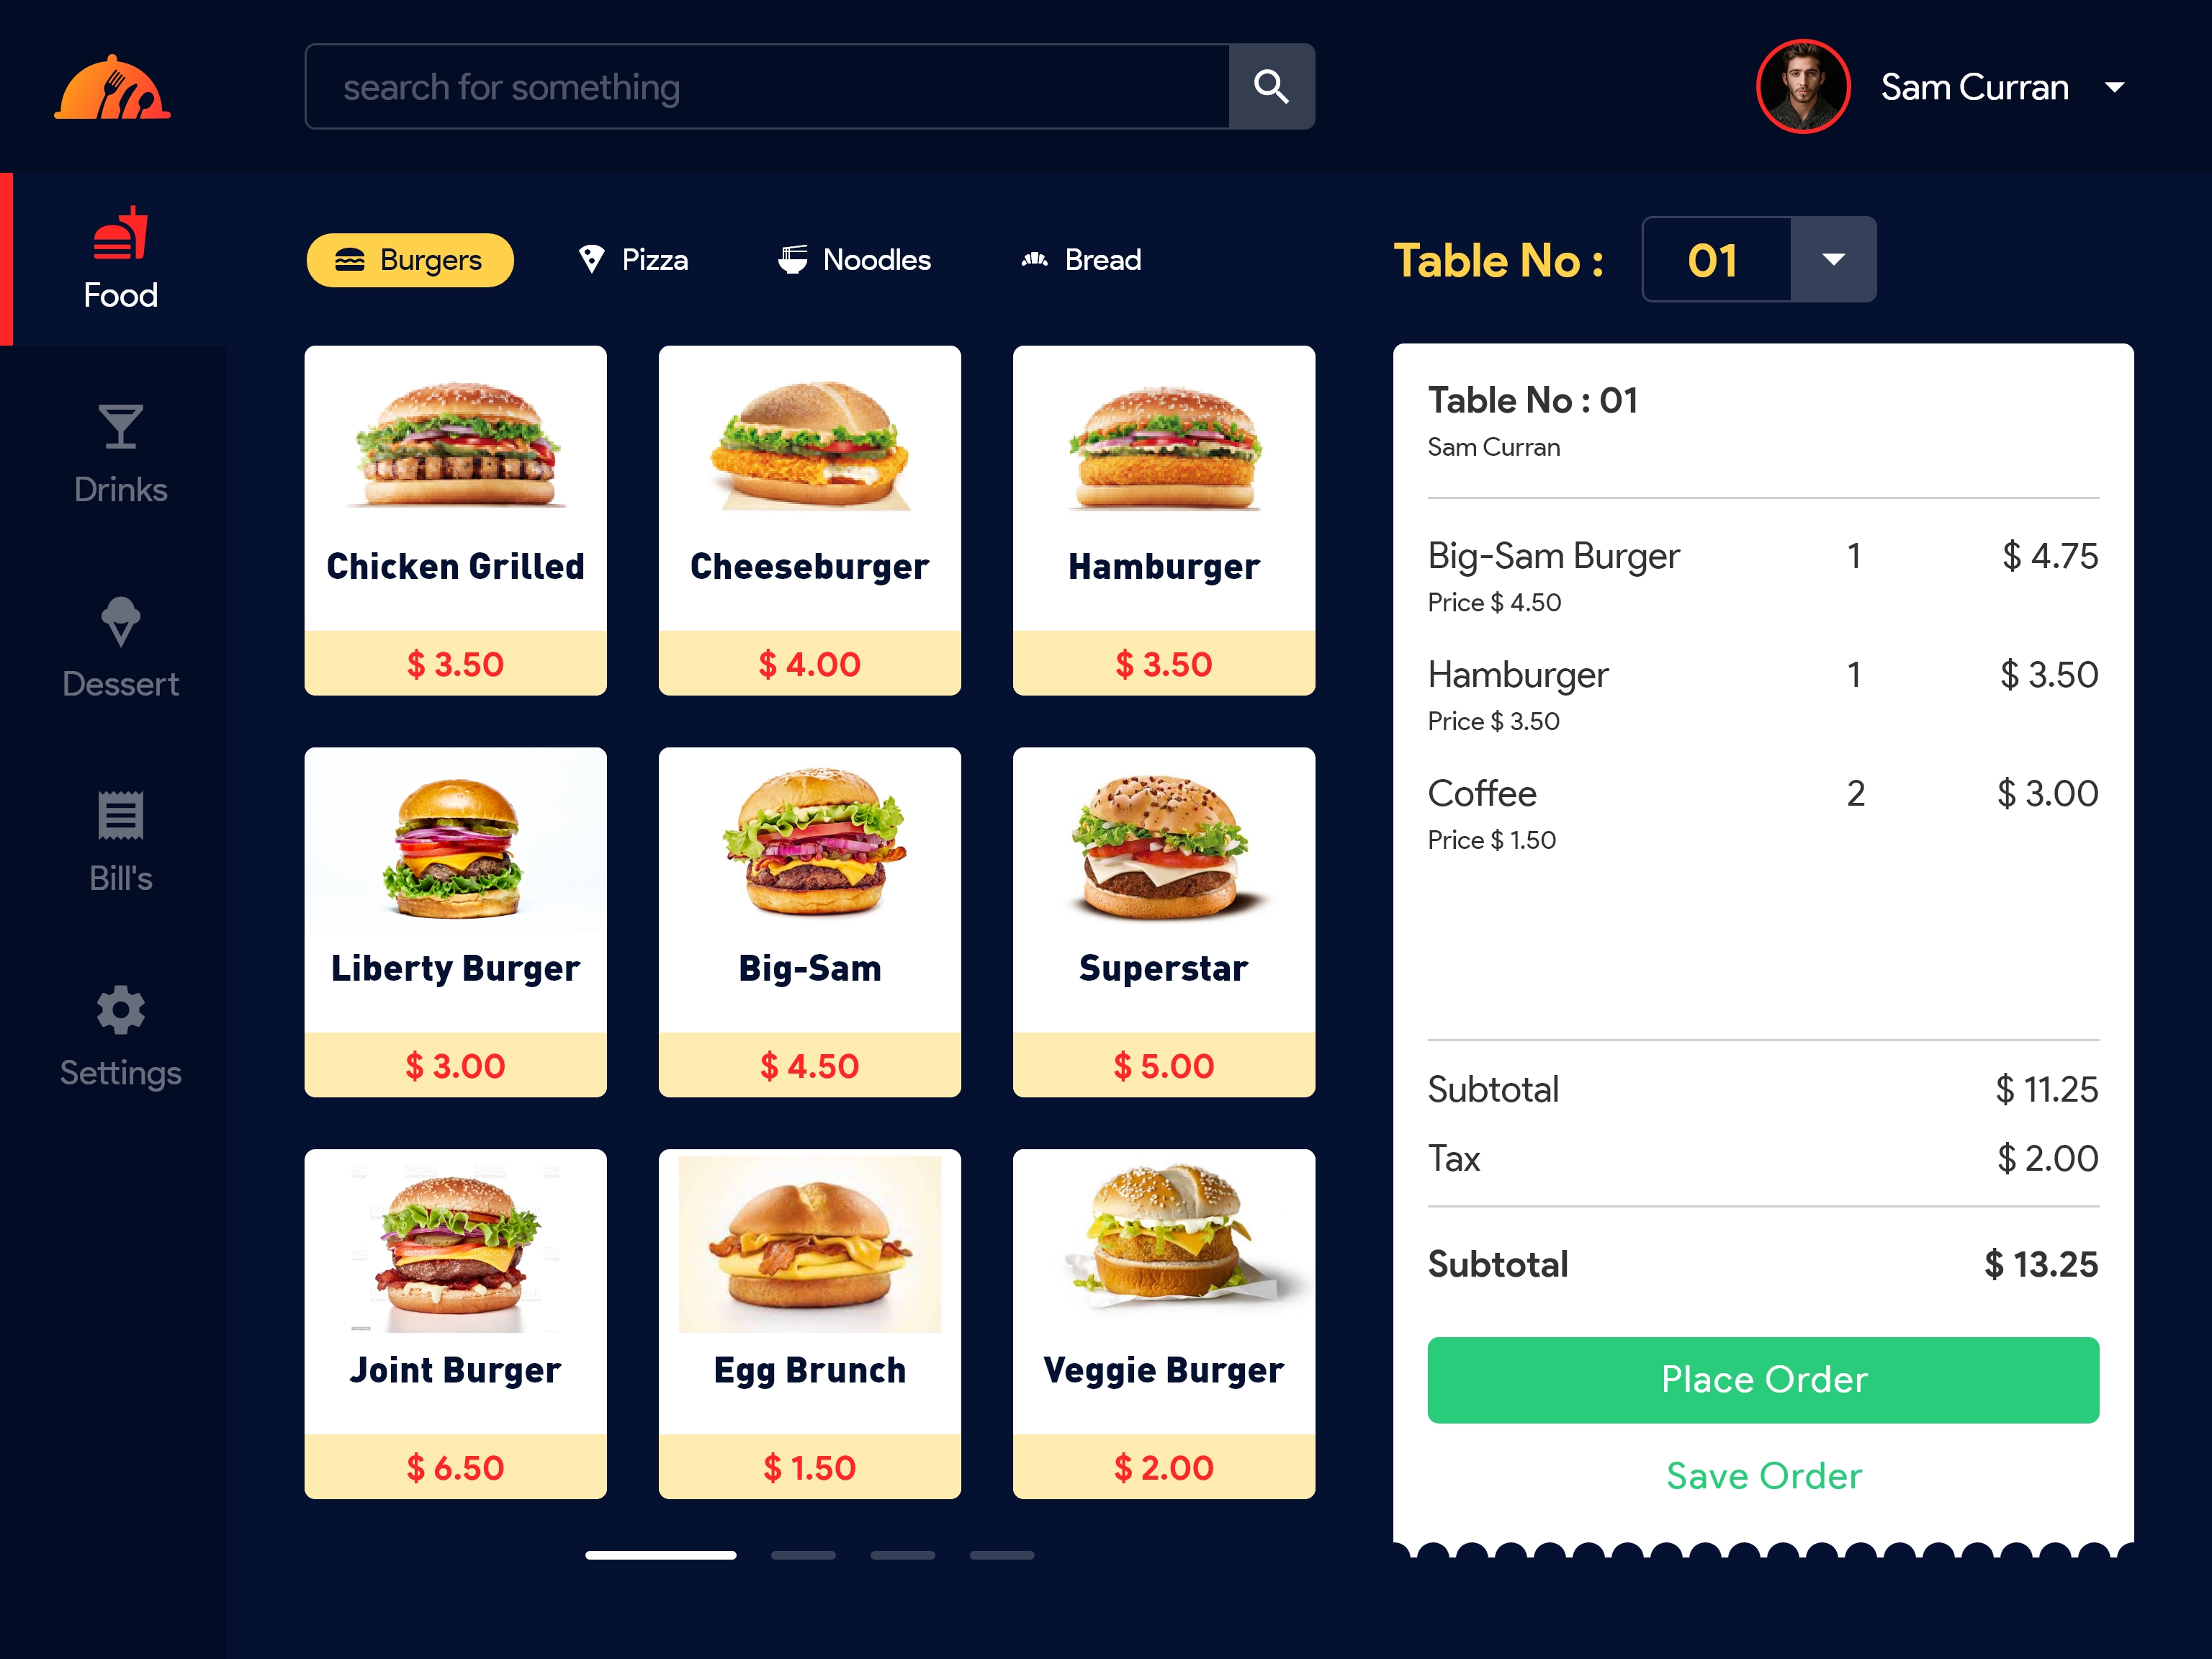 search for something
Sam Curran
Food
Drinks
Dessert
Bill's
Settings
Burgers
Pizza
Noodles
Bread
Chicken Grilled
$ 3.50
Cheeseburger
$ 4.00
Hamburger
$ 3.50
Liberty Burger
$ 3.00
Big-Sam
$ 4.50
Superstar
$ 5.00
Joint Burger
$ 6.50
Egg Brunch
$ 1.50
Veggie Burger
$ 2.00
Table No : 01
Table No : 01
Sam Curran
Big-Sam Burger 1 $ 4.75
Price $ 4.50
Hamburger 1 $ 3.50
Price $ 3.50
Coffee 2 $ 3.00
Price $ 1.50
Subtotal $ 11.25
Tax $ 2.00
Subtotal $ 13.25
Place Order
Save Order